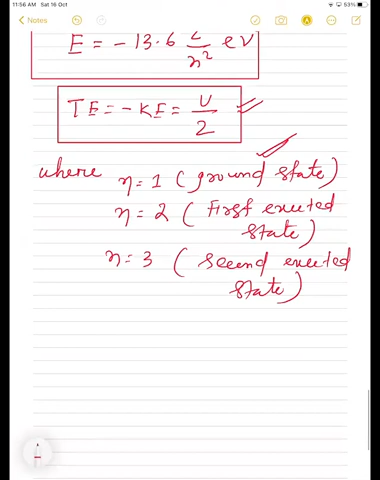 11:56 AM Sat 16 Oct
53%
Notes
E = -13.6 Z/n² eV
TE = -KE = U/2
where n=1 (ground state)
n=2 (First excited
state)
n=3 (second excited
state)